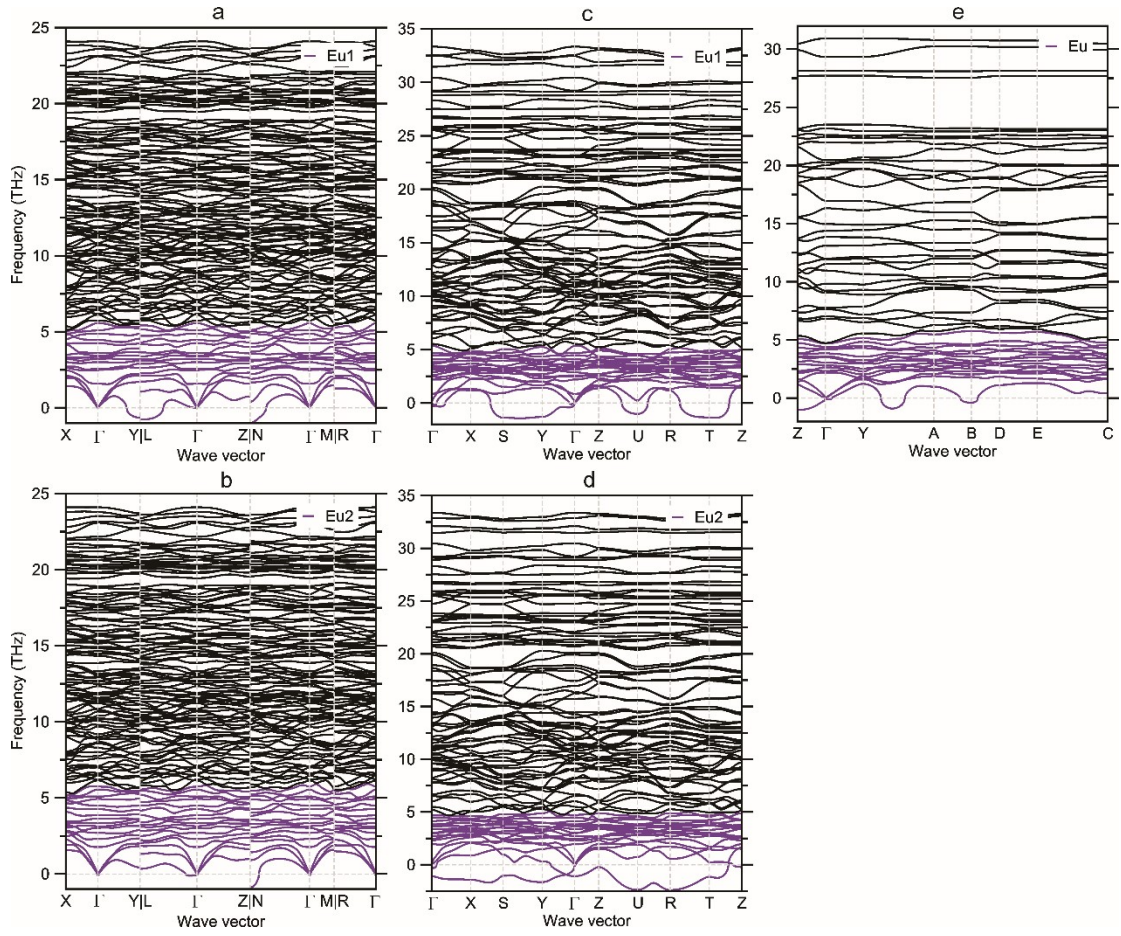 a
25
20
15
10
5
0
Frequency (THz)
Eu1
X Γ Y|L Γ Z|N Γ M|R Γ
Wave vector
c
35
30
25
20
15
10
5
0
Eu1
Γ X S Y Γ Z U R T Z
Wave vector
e
30
25
20
15
10
5
0
Eu
Z Γ Y A B D E C
Wave vector
b
25
20
15
10
5
0
Frequency (THz)
Eu2
X Γ Y|L Γ Z|N Γ M|R Γ
Wave vector
d
35
30
25
20
15
10
5
0
Eu2
Γ X S Y Γ Z U R T Z
Wave vector